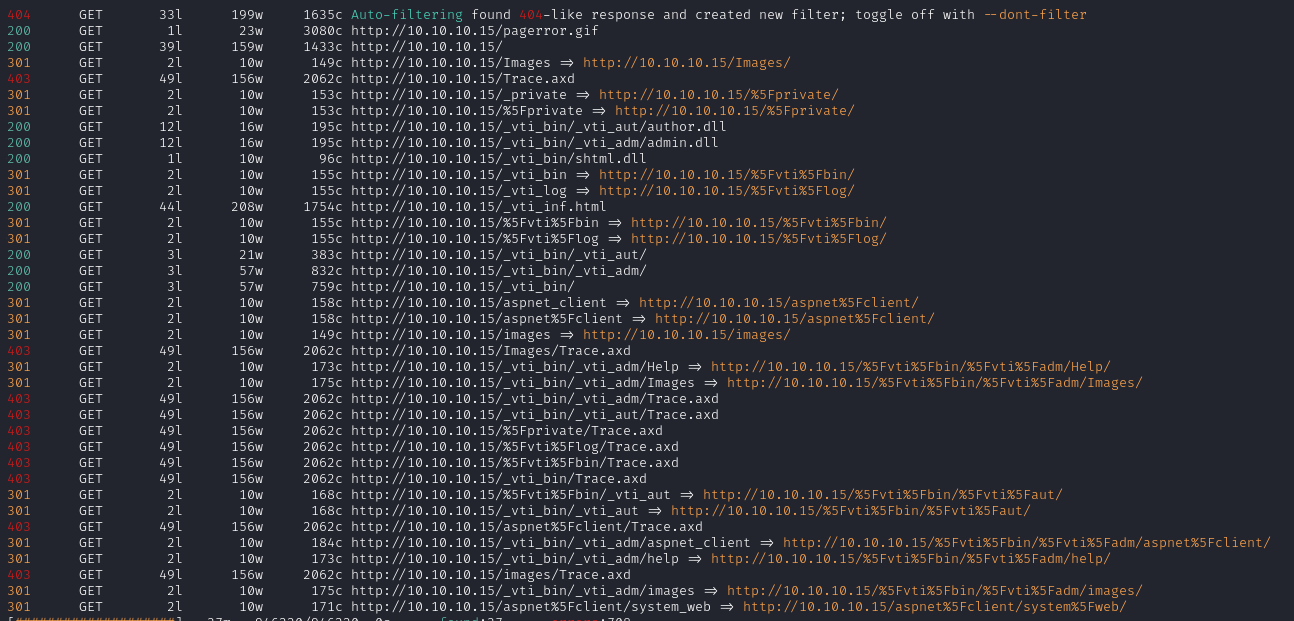 404 GET 33l 199w 1635c Auto-filtering found 404-like response and created new filter; toggle off with --dont-filter
200 GET 1l 23w 3080c http://10.10.10.15/pagerror.gif
200 GET 39l 159w 1433c http://10.10.10.15/
301 GET 2l 10w 149c http://10.10.10.15/Images => http://10.10.10.15/Images/
403 GET 49l 156w 2062c http://10.10.10.15/Trace.axd
301 GET 2l 10w 153c http://10.10.10.15/_private => http://10.10.10.15/%5Fprivate/
301 GET 2l 10w 153c http://10.10.10.15/%5Fprivate => http://10.10.10.15/%5Fprivate/
200 GET 12l 16w 195c http://10.10.10.15/_vti_bin/_vti_aut/author.dll
200 GET 12l 16w 195c http://10.10.10.15/_vti_bin/_vti_adm/admin.dll
200 GET 1l 10w 96c http://10.10.10.15/_vti_bin/shtml.dll
301 GET 2l 10w 155c http://10.10.10.15/_vti_bin => http://10.10.10.15/%5Fvti%5Fbin/
301 GET 2l 10w 155c http://10.10.10.15/_vti_log => http://10.10.10.15/%5Fvti%5Flog/
200 GET 44l 208w 1754c http://10.10.10.15/_vti_inf.html
301 GET 2l 10w 155c http://10.10.10.15/%5Fvti%5Fbin => http://10.10.10.15/%5Fvti%5Fbin/
301 GET 2l 10w 155c http://10.10.10.15/%5Fvti%5Flog => http://10.10.10.15/%5Fvti%5Flog/
200 GET 3l 21w 383c http://10.10.10.15/_vti_bin/_vti_aut/
200 GET 3l 57w 832c http://10.10.10.15/_vti_bin/_vti_adm/
200 GET 3l 57w 759c http://10.10.10.15/_vti_bin/
301 GET 2l 10w 158c http://10.10.10.15/aspnet_client => http://10.10.10.15/aspnet%5Fclient/
301 GET 2l 10w 158c http://10.10.10.15/aspnet%5Fclient => http://10.10.10.15/aspnet%5Fclient/
301 GET 2l 10w 149c http://10.10.10.15/images => http://10.10.10.15/images/
403 GET 49l 156w 2062c http://10.10.10.15/Images/Trace.axd
301 GET 2l 10w 173c http://10.10.10.15/_vti_bin/_vti_adm/Help => http://10.10.10.15/%5Fvti%5Fbin/%5Fvti%5Fadm/Help/
301 GET 2l 10w 175c http://10.10.10.15/_vti_bin/_vti_adm/Images => http://10.10.10.15/%5Fvti%5Fbin/%5Fvti%5Fadm/Images/
403 GET 49l 156w 2062c http://10.10.10.15/_vti_bin/_vti_adm/Trace.axd
403 GET 49l 156w 2062c http://10.10.10.15/_vti_bin/_vti_aut/Trace.axd
403 GET 49l 156w 2062c http://10.10.10.15/%5Fprivate/Trace.axd
403 GET 49l 156w 2062c http://10.10.10.15/%5Fvti%5Flog/Trace.axd
403 GET 49l 156w 2062c http://10.10.10.15/%5Fvti%5Fbin/Trace.axd
403 GET 49l 156w 2062c http://10.10.10.15/_vti_bin/Trace.axd
301 GET 2l 10w 168c http://10.10.10.15/%5Fvti%5Fbin/_vti_aut => http://10.10.10.15/%5Fvti%5Fbin/%5Fvti%5Faut/
301 GET 2l 10w 168c http://10.10.10.15/_vti_bin/_vti_aut => http://10.10.10.15/%5Fvti%5Fbin/%5Fvti%5Faut/
403 GET 49l 156w 2062c http://10.10.10.15/aspnet%5Fclient/Trace.axd
301 GET 2l 10w 184c http://10.10.10.15/_vti_bin/_vti_adm/aspnet_client => http://10.10.10.15/%5Fvti%5Fbin/%5Fvti%5Fadm/aspnet%5Fclient/
301 GET 2l 10w 173c http://10.10.10.15/_vti_bin/_vti_adm/help => http://10.10.10.15/%5Fvti%5Fbin/%5Fvti%5Fadm/help/
403 GET 49l 156w 2062c http://10.10.10.15/images/Trace.axd
301 GET 2l 10w 175c http://10.10.10.15/_vti_bin/_vti_adm/images => http://10.10.10.15/%5Fvti%5Fbin/%5Fvti%5Fadm/images/
301 GET 2l 10w 171c http://10.10.10.15/aspnet%5Fclient/system_web => http://10.10.10.15/aspnet%5Fclient/system%5Fweb/